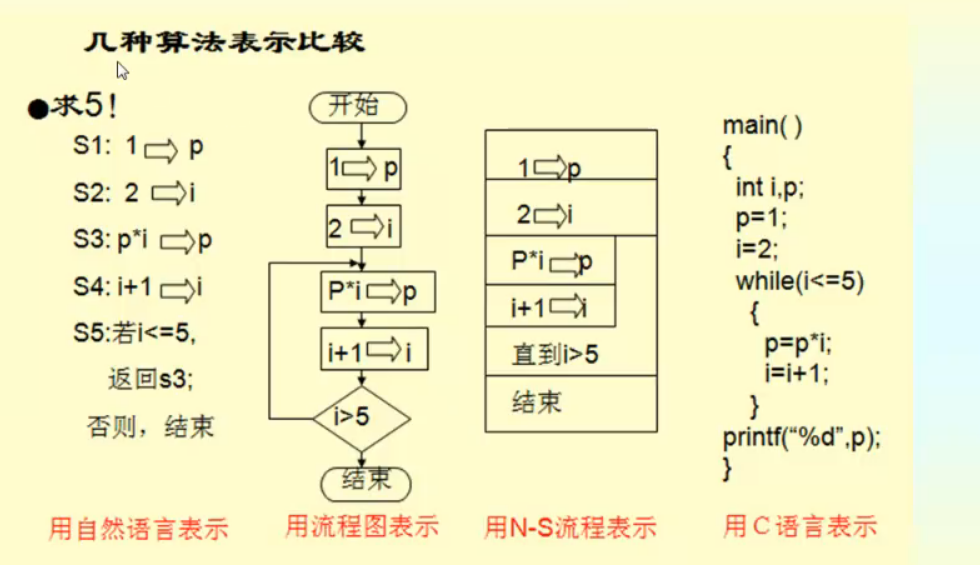 几种算法表示比较
●求5！
S1: 1⇨ p
S2: 2 ⇨i
S3: p*i ⇨p
S4: i+1 ⇨i
S5:若i<=5,
返回s3;
否则，结束
用自然语言表示
开始
1⇨ p
2 ⇨i
P*i⇨p
i+1⇨i
i>5
结束
用流程图表示
1⇨p
2⇨i
P*i⇨p
i+1⇨i
直到i>5
结束
用N-S流程表示
main( )
{
int i,p;
p=1;
i=2;
while(i<=5)
{
p=p*i;
i=i+1;
}
printf(“%d”,p);
}
用C语言表示